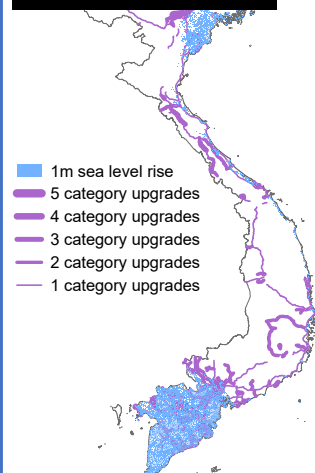 1m sea level rise
5 category upgrades
4 category upgrades
3 category upgrades
2 category upgrades
1 category upgrades